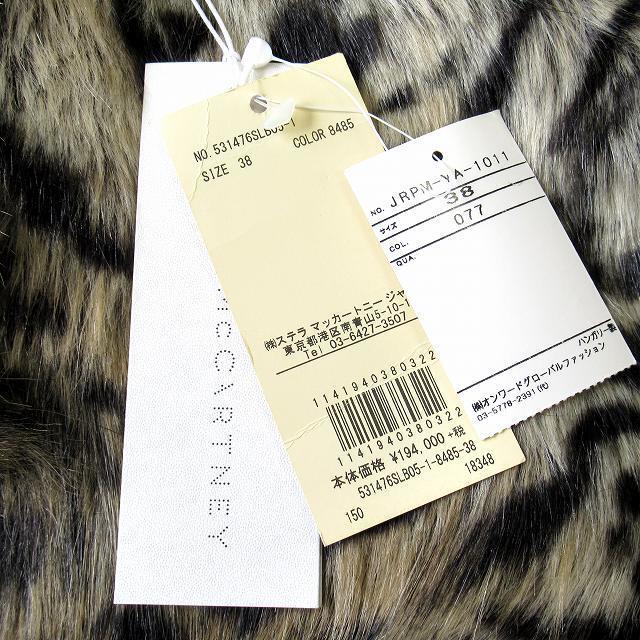 McCARTNEY
NO.531476SLB05-1
SIZE 38 COLOR 8485
㈱ステラ マッカートニー ジャ
東京都港区南青山5-10-1
Tel 03-6427-3507
1141940380322
1141940380322
本体価格 ¥194,000+税
531476SLB05-1-8485-38
150 18348
NO. JRPM-YA-1011
サイズ 38
COL. 077
QUA.
ハンガリー製
㈱オンワードグローバルファッション
03-5778-2391(代)